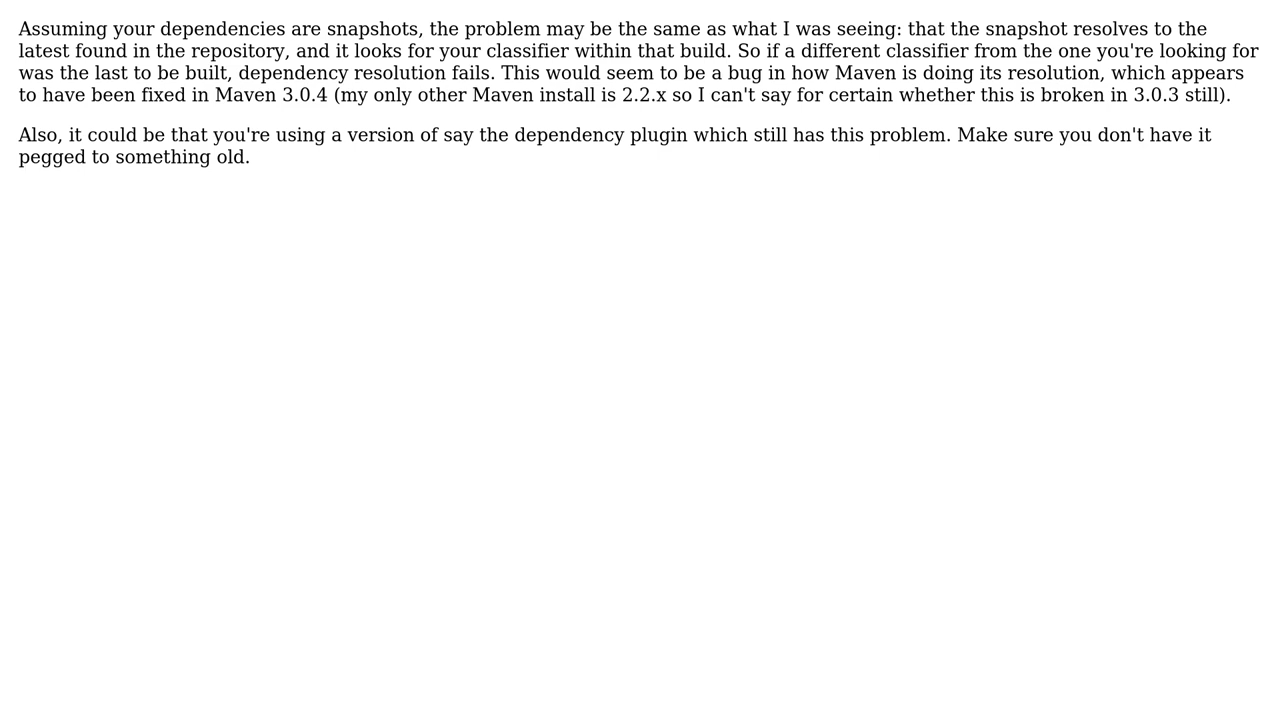 Assuming your dependencies are snapshots, the problem may be the same as what I was seeing: that the snapshot resolves to the
latest found in the repository, and it looks for your classifier within that build. So if a different classifier from the one you're looking for
was the last to be built, dependency resolution fails. This would seem to be a bug in how Maven is doing its resolution, which appears
to have been fixed in Maven 3.0.4 (my only other Maven install is 2.2.x so I can't say for certain whether this is broken in 3.0.3 still).
Also, it could be that you're using a version of say the dependency plugin which still has this problem. Make sure you don't have it
pegged to something old.